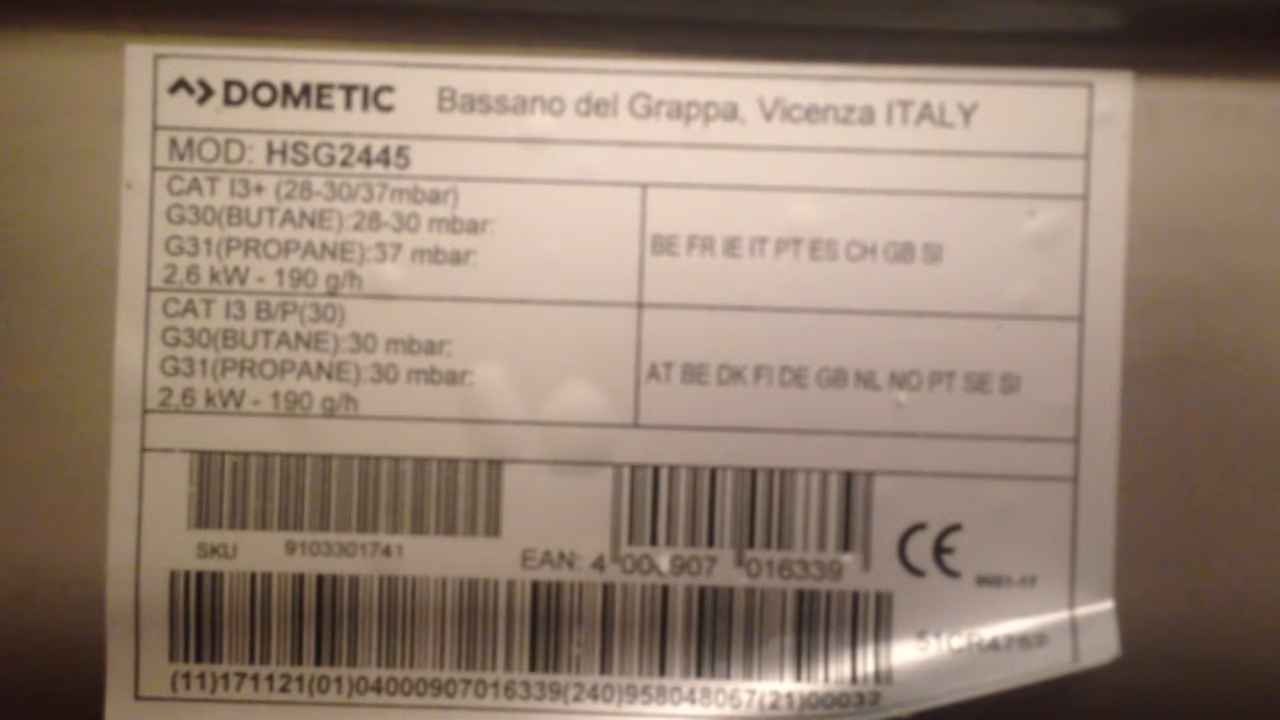 DOMETIC Bassano del Grappa, Vicenza ITALY
MOD: HSG2445
CAT I3+ (28-30/37mbar)
G30(BUTANE):28-30 mbar:
G31(PROPANE):37 mbar:
2,6 kW - 190 g/h
BE FR IE IT PT ES CH GB SI
CAT I3 B/P(30)
G30(BUTANE):30 mbar:
G31(PROPANE):30 mbar:
2,6 kW - 190 g/h
AT BE DK FI DE GB NL NO PT SE SI
SKU 9103301741
EAN: 4 016339
CE
(11)171121(01)04000907016339(240)958048067(21)00032